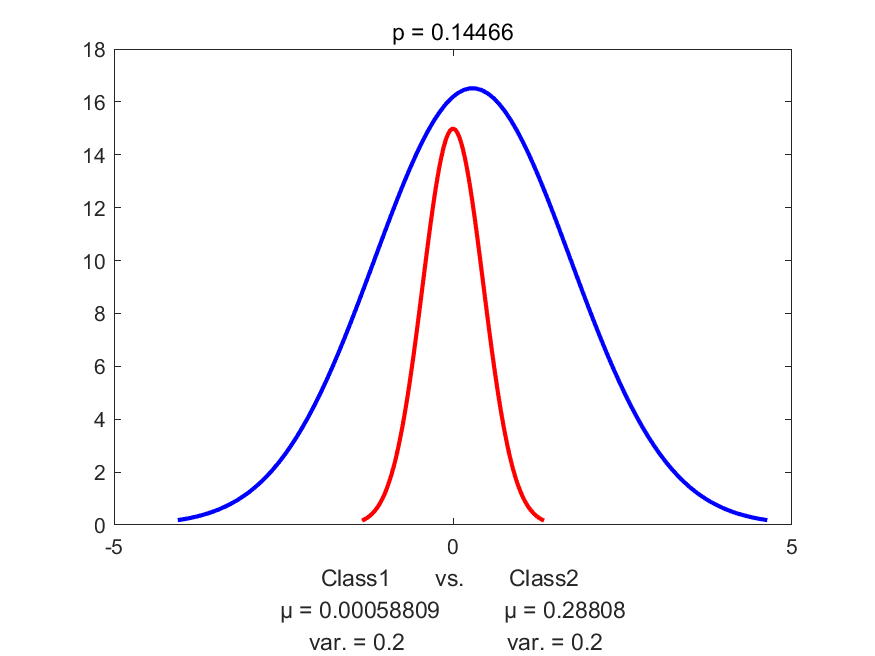 p = 0.14466
18
16
14
12
10
8
6
4
2
0
-5 0 5
Class1 vs. Class2
μ = 0.00058809 μ = 0.28808
var. = 0.2 var. = 0.2